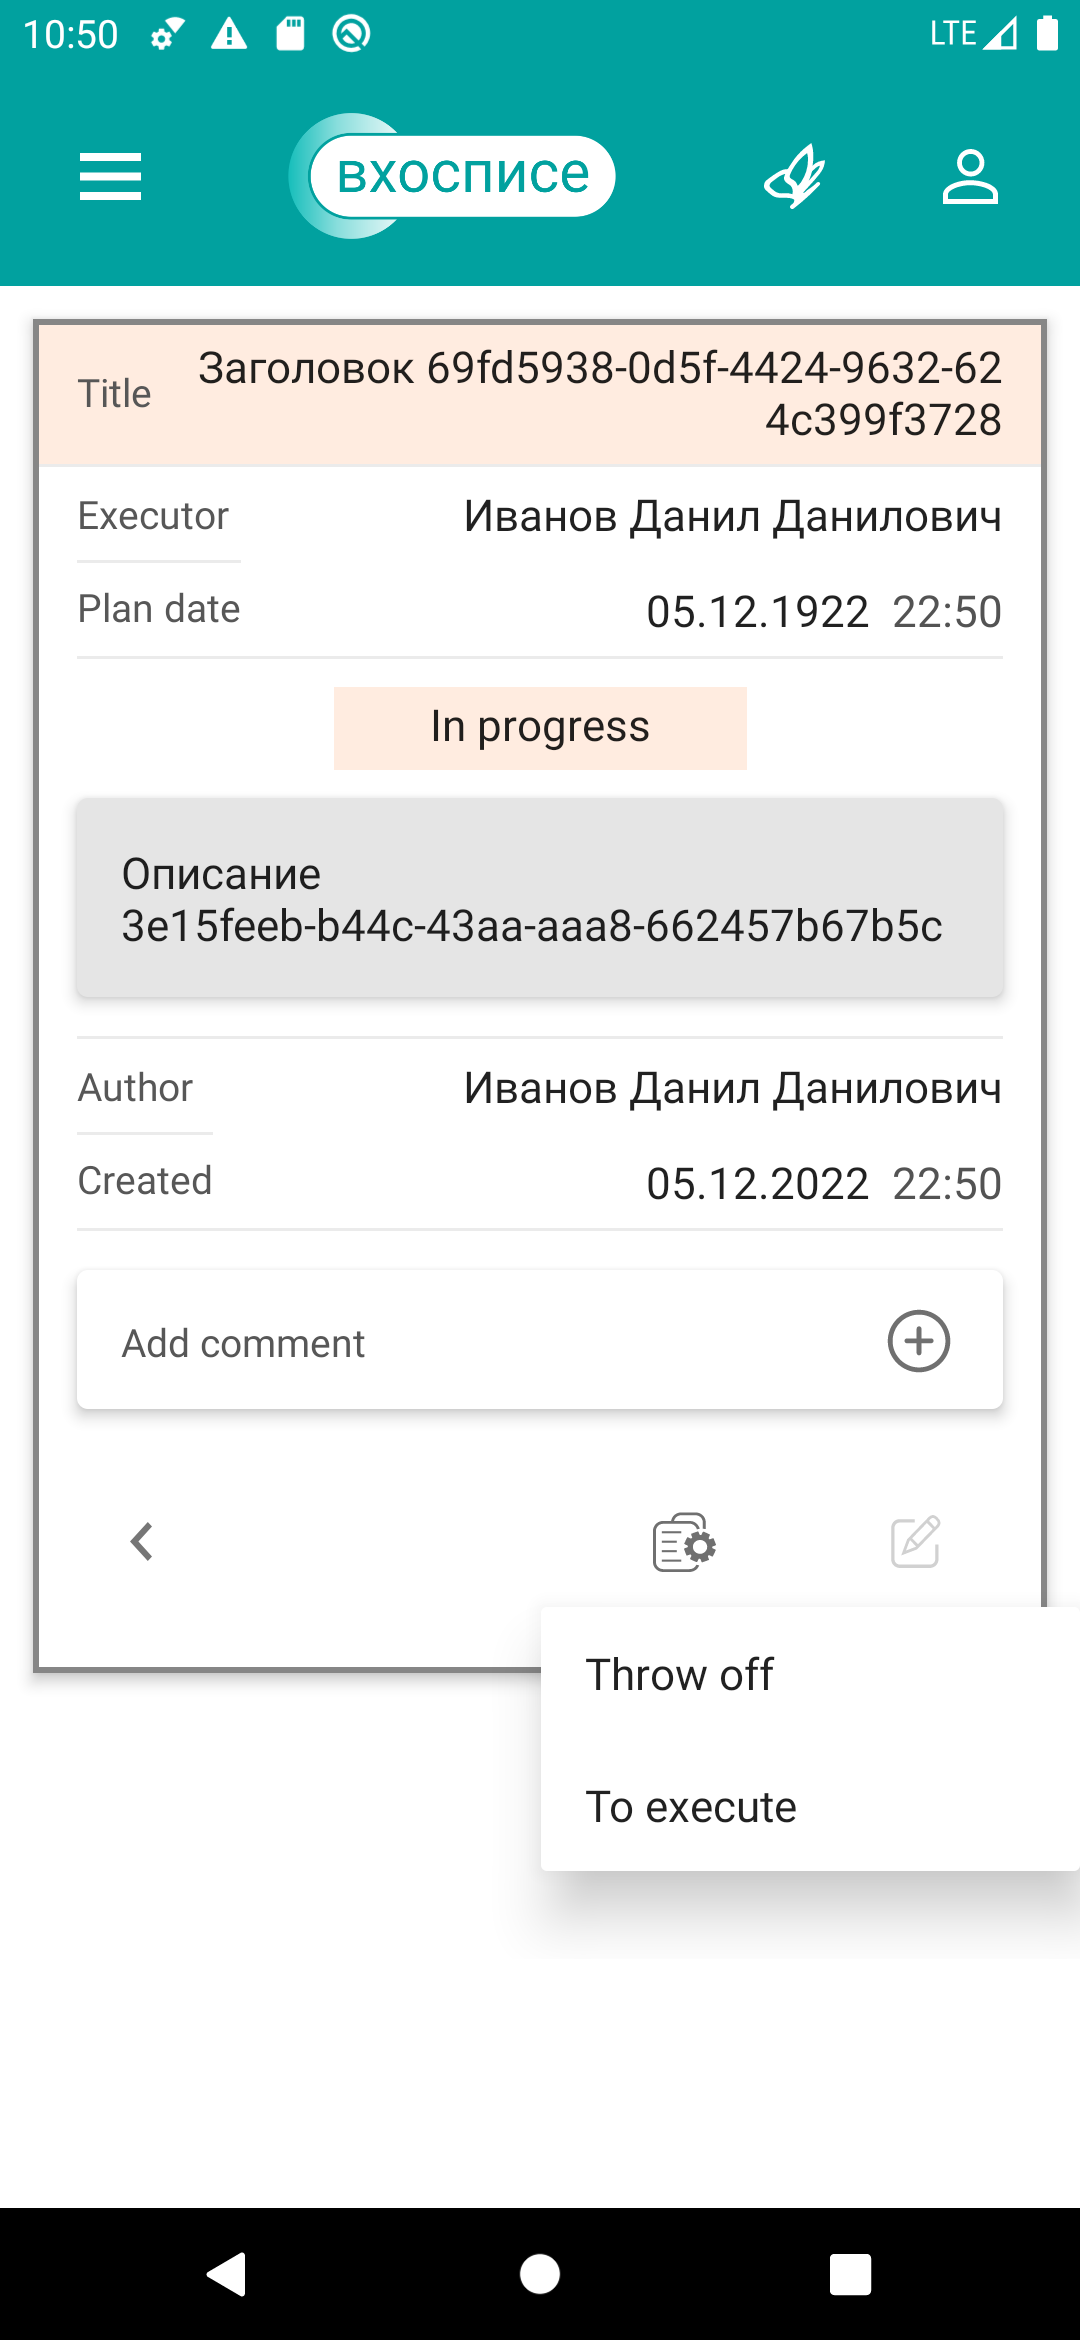 10:50
LTE
вхосписе
Title
Заголовок 69fd5938-0d5f-4424-9632-62
4c399f3728
Executor
Иванов Данил Данилович
Plan date
05.12.1922 22:50
In progress
Описание
3e15feeb-b44c-43aa-aaa8-662457b67b5c
Author
Иванов Данил Данилович
Created
05.12.2022 22:50
Add comment
Throw off
To execute